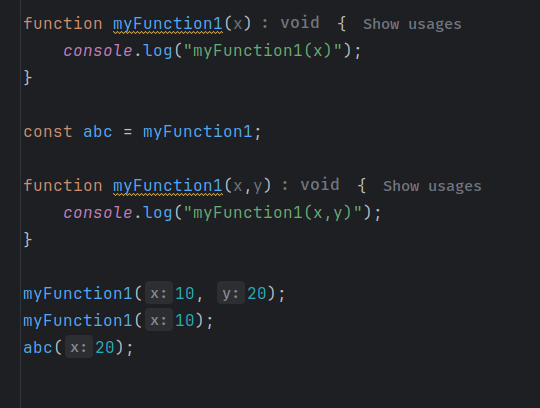 function myFunction1(x) : void { Show usages
    console.log("myFunction1(x)");
}

const abc = myFunction1;

function myFunction1(x,y) : void { Show usages
    console.log("myFunction1(x,y)");
}

myFunction1( x: 10, y: 20);
myFunction1( x: 10);
abc( x: 20);